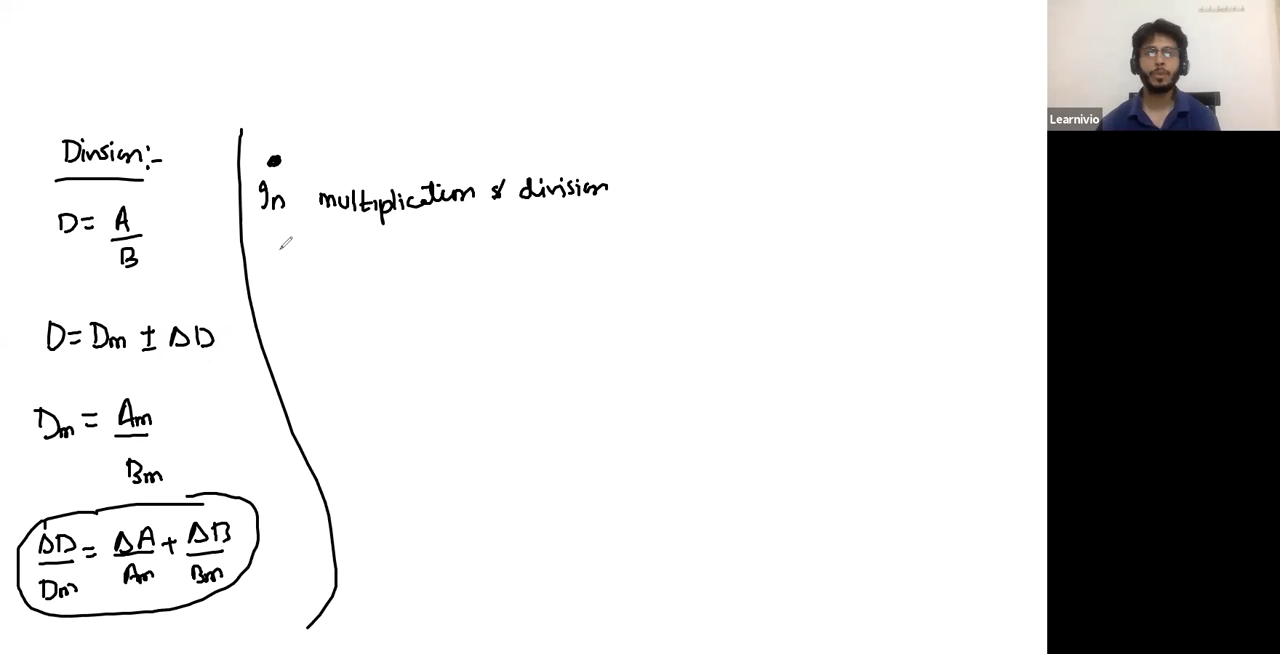 Division:-
D = A/B
D = Dm ± ΔD
Dm = Am/Bm
ΔD/Dm = ΔA/Am + ΔB/Bm
In multiplication & division
Learnivio